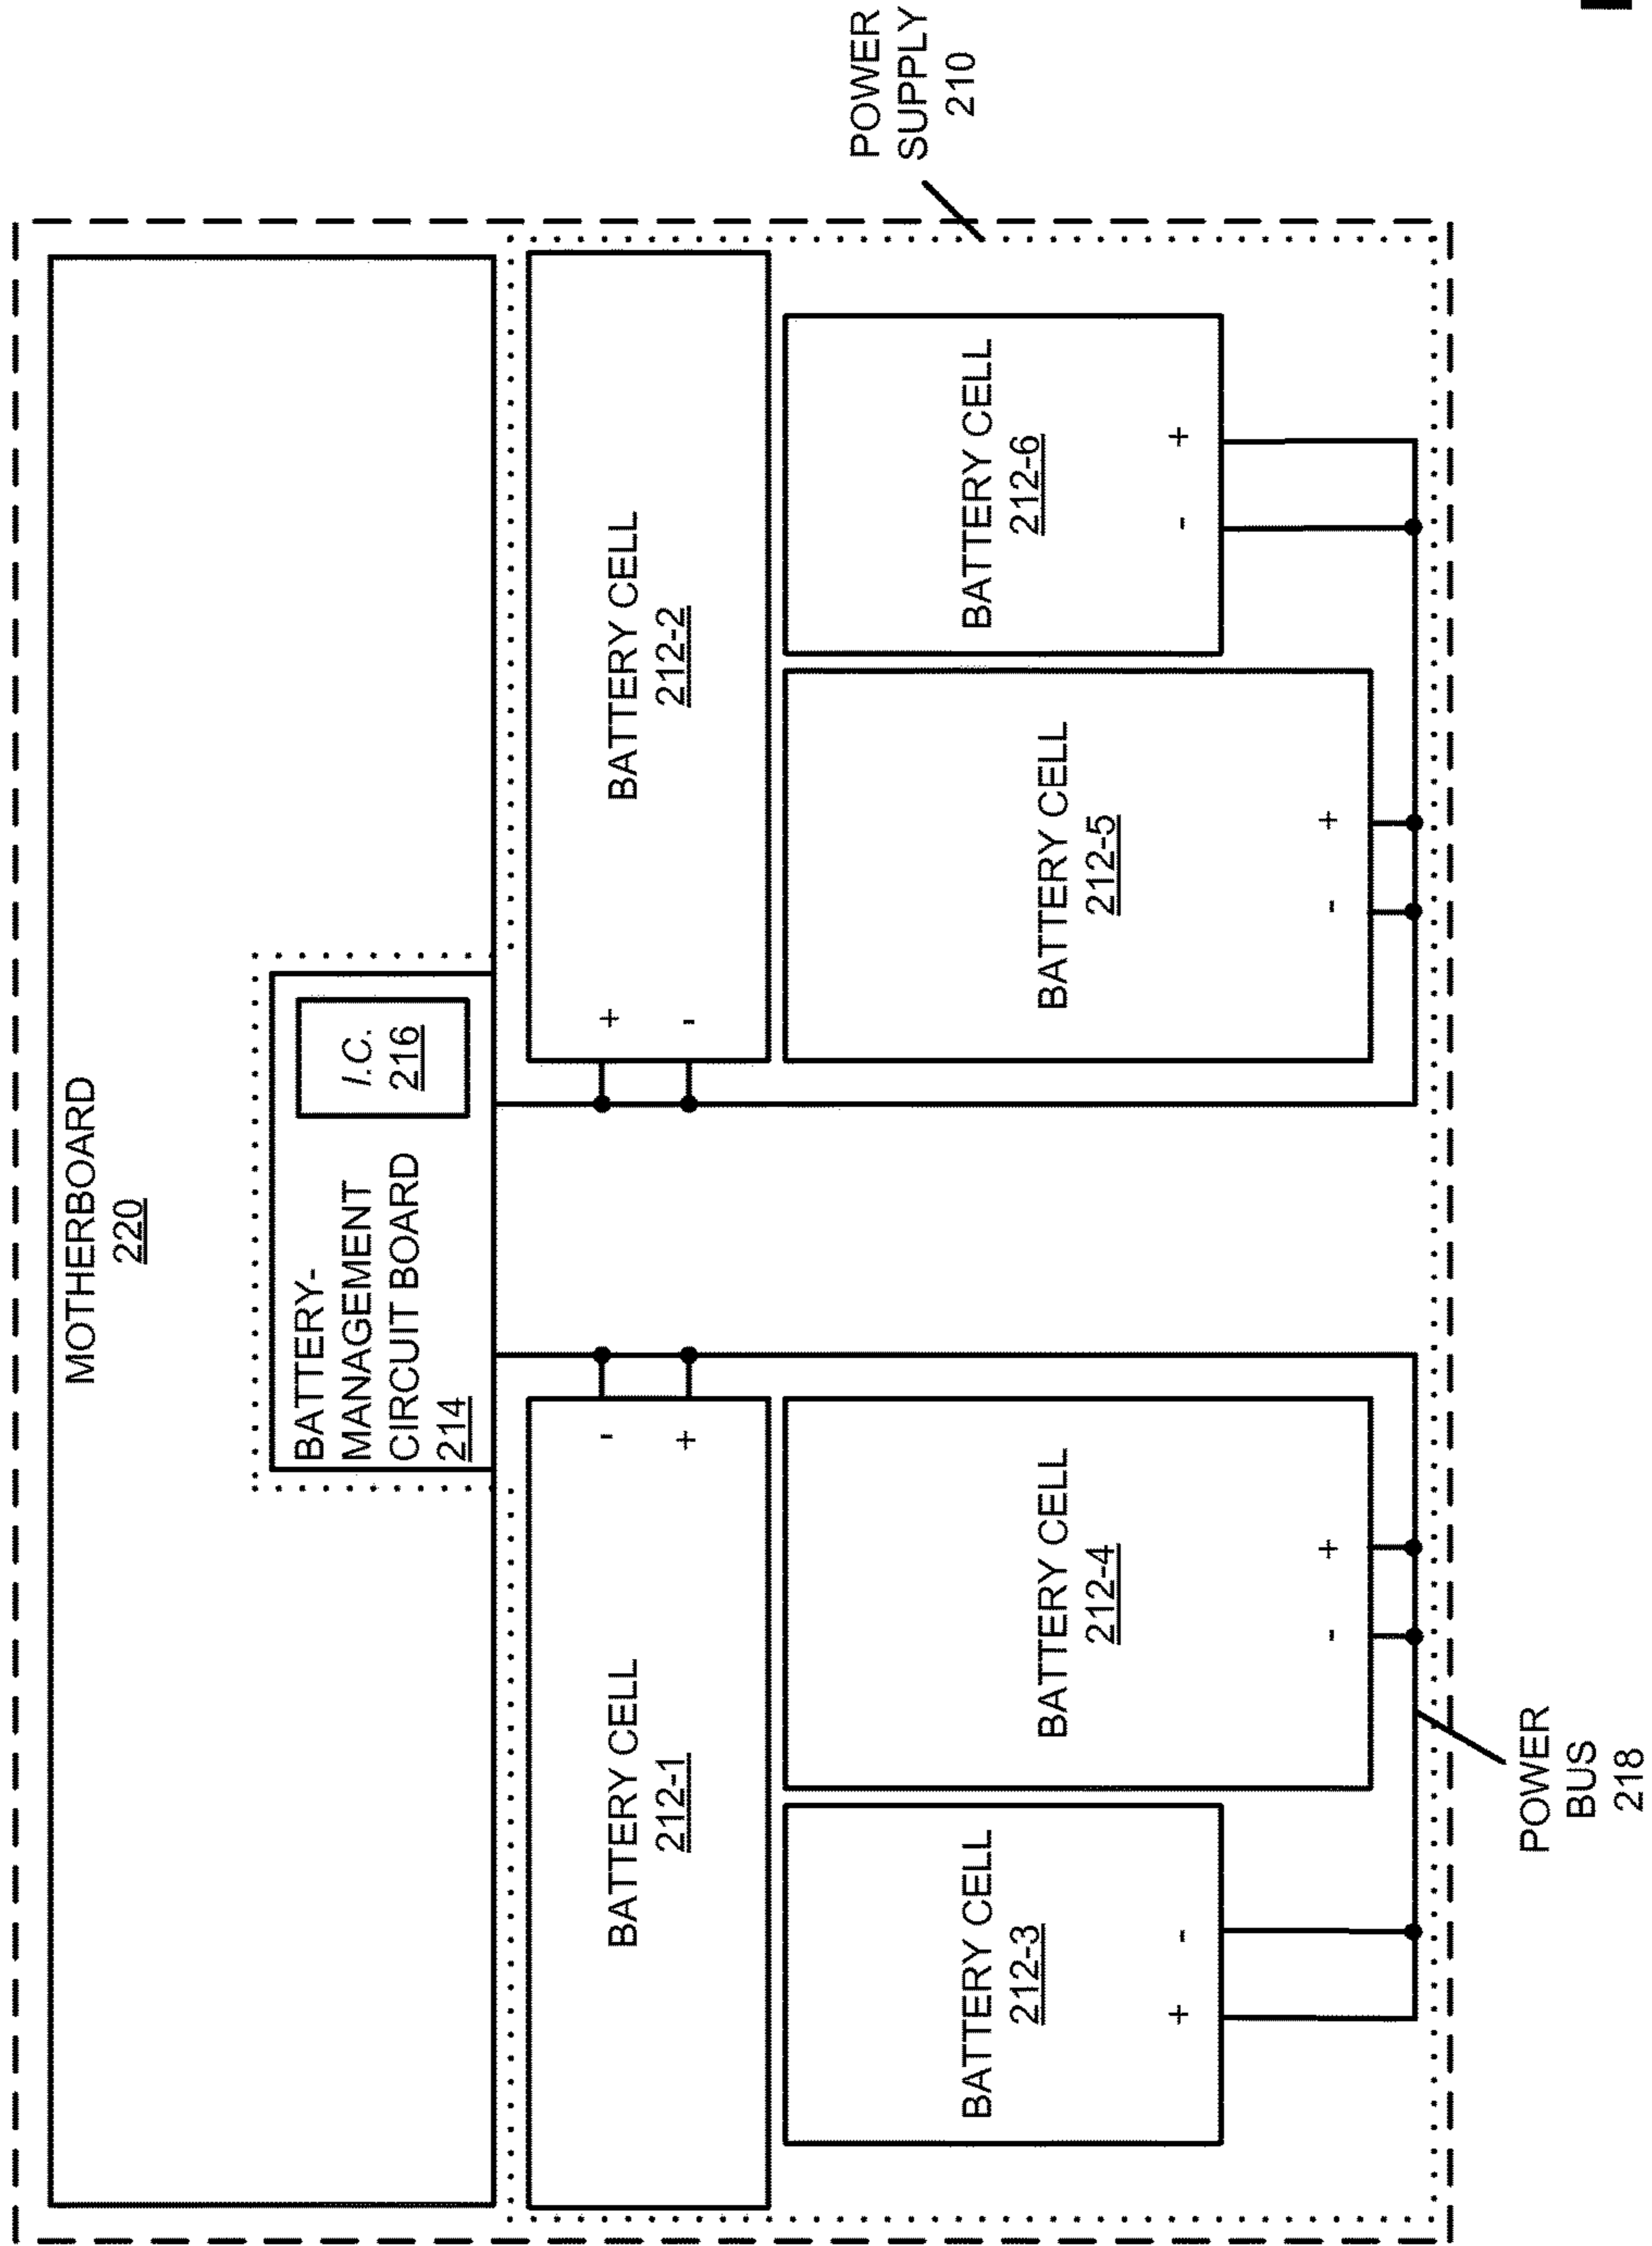 MOTHERBOARD
220
BATTERY-
MANAGEMENT
CIRCUIT BOARD
214
I.C.
216
BATTERY CELL
212-1
-
+
BATTERY CELL
212-2
+
-
BATTERY CELL
212-3
+ -
BATTERY CELL
212-4
- +
BATTERY CELL
212-5
- +
BATTERY CELL
212-6
- +
POWER
SUPPLY
210
POWER
BUS
218